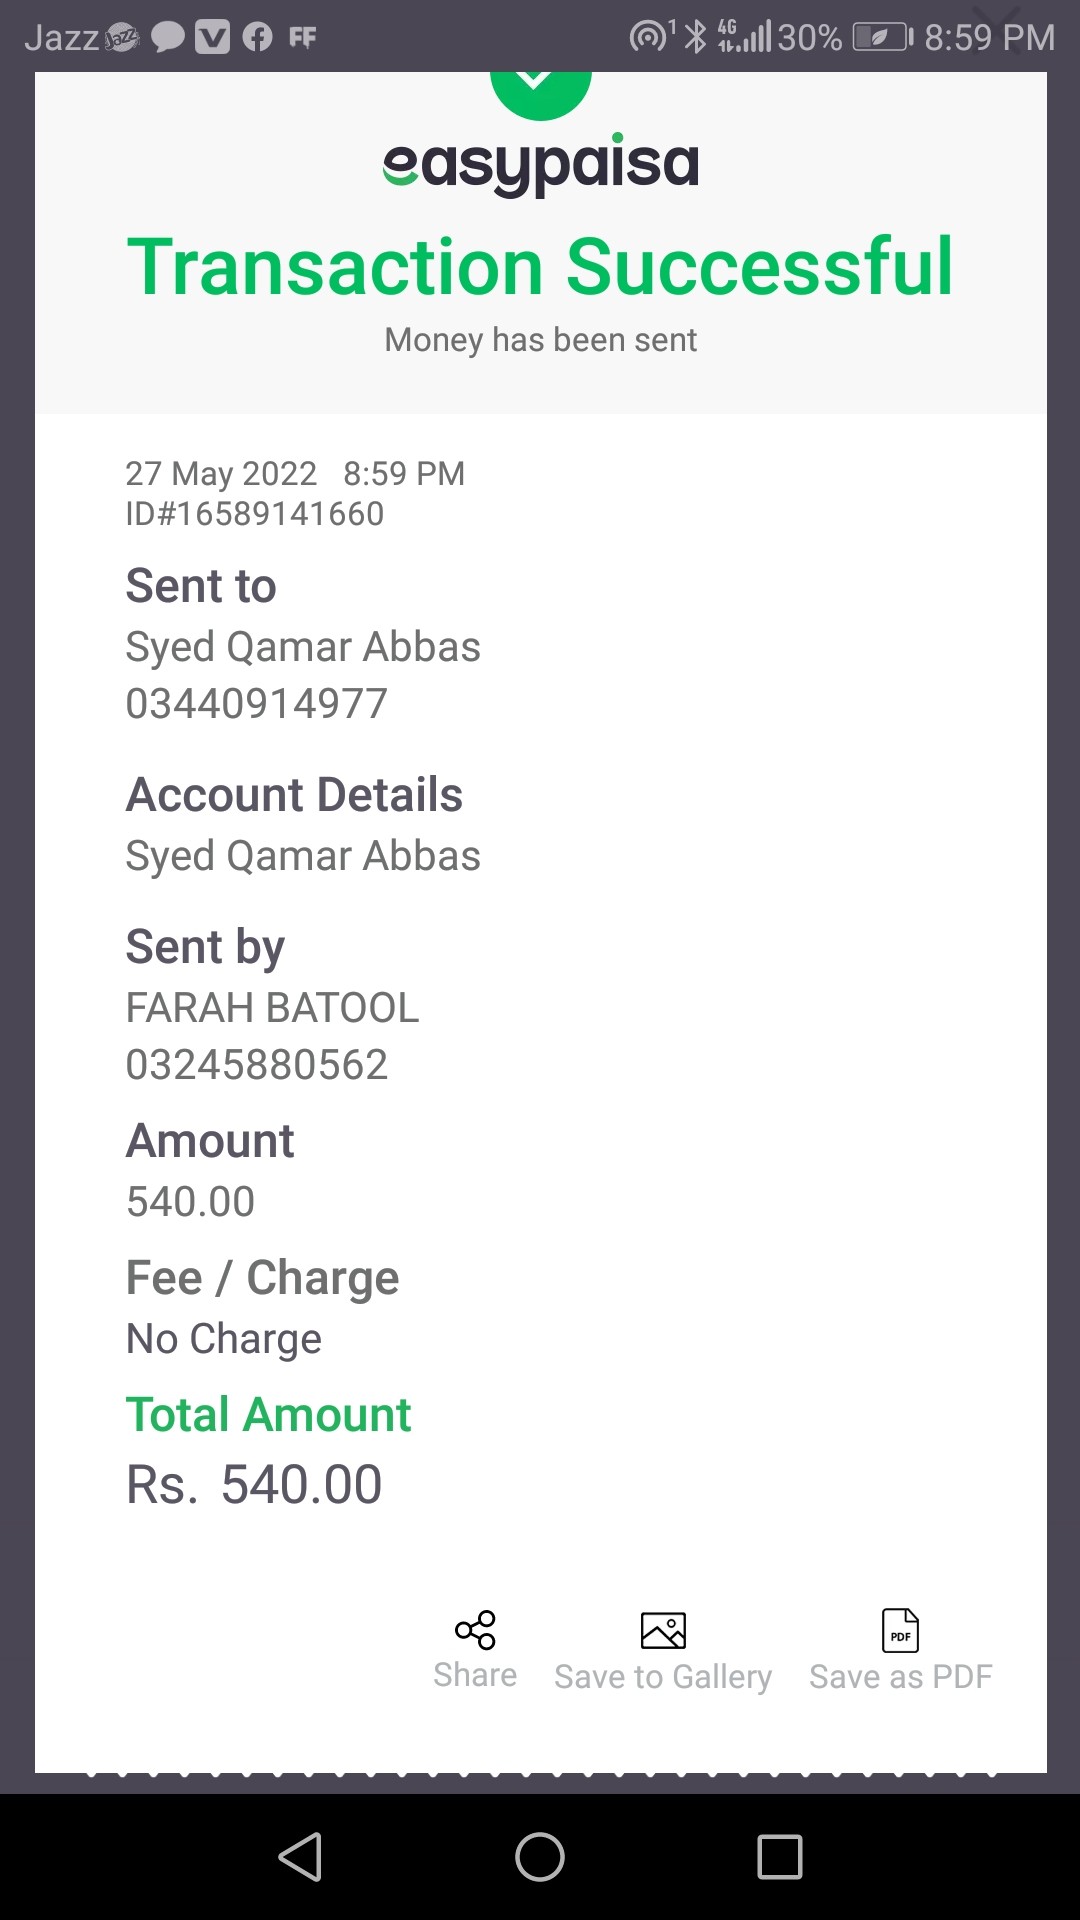 Jazz
Jazz
FF
1
4G
30%
8:59 PM
easypaisa
Transaction Successful
Money has been sent
27 May 2022 8:59 PM
ID#16589141660
Sent to
Syed Qamar Abbas
03440914977
Account Details
Syed Qamar Abbas
Sent by
FARAH BATOOL
03245880562
Amount
540.00
Fee / Charge
No Charge
Total Amount
Rs. 540.00
PDF
Share
Save to Gallery
Save as PDF